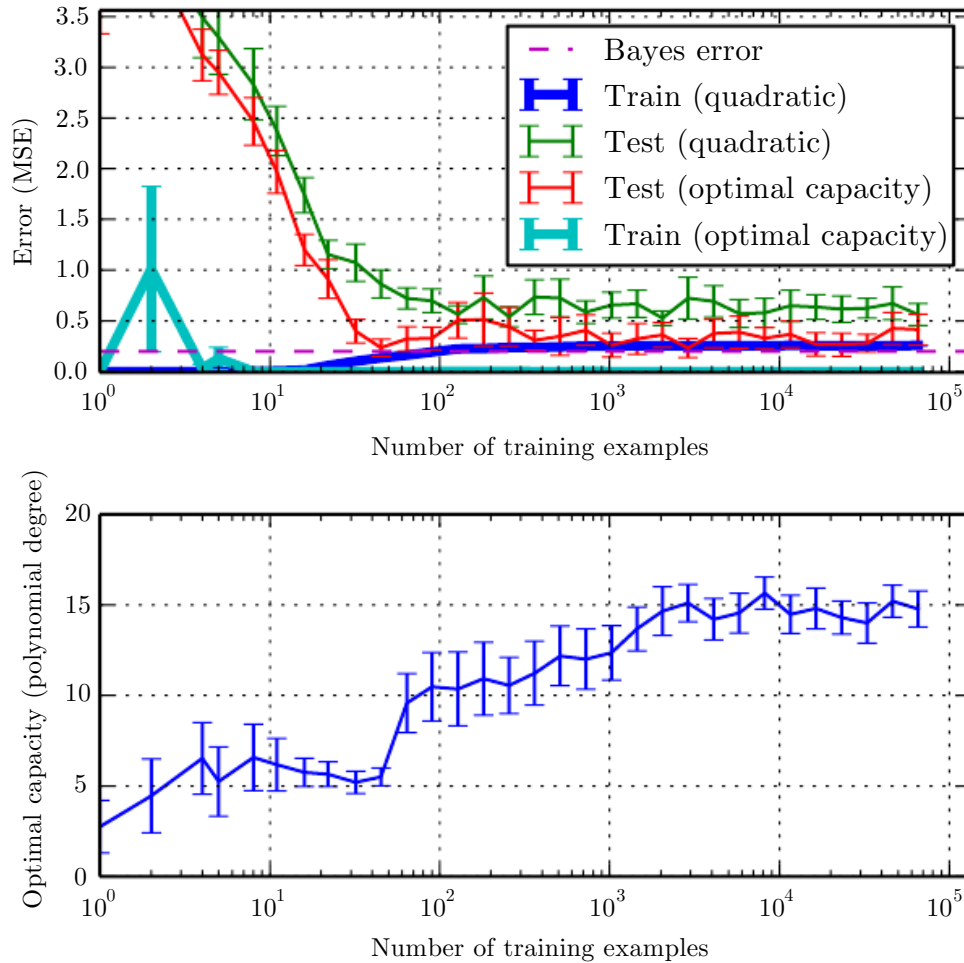 3.5
3.0
2.5
2.0
1.5
1.0
0.5
0.0
Error (MSE)
Bayes error
Train (quadratic)
Test (quadratic)
Test (optimal capacity)
Train (optimal capacity)
10^0 10^1 10^2 10^3 10^4 10^5
Number of training examples
20
15
10
5
0
Optimal capacity (polynomial degree)
10^0 10^1 10^2 10^3 10^4 10^5
Number of training examples